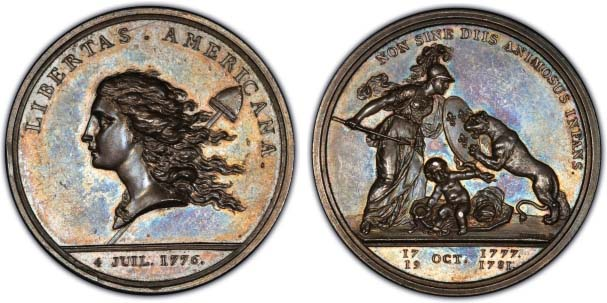 LIBERTAS . AMERICANA.
4 JUIL. 1776.
NON SINE DIIS ANIMOSUS INFANS.
17 OCT. 1777.
19 1781.